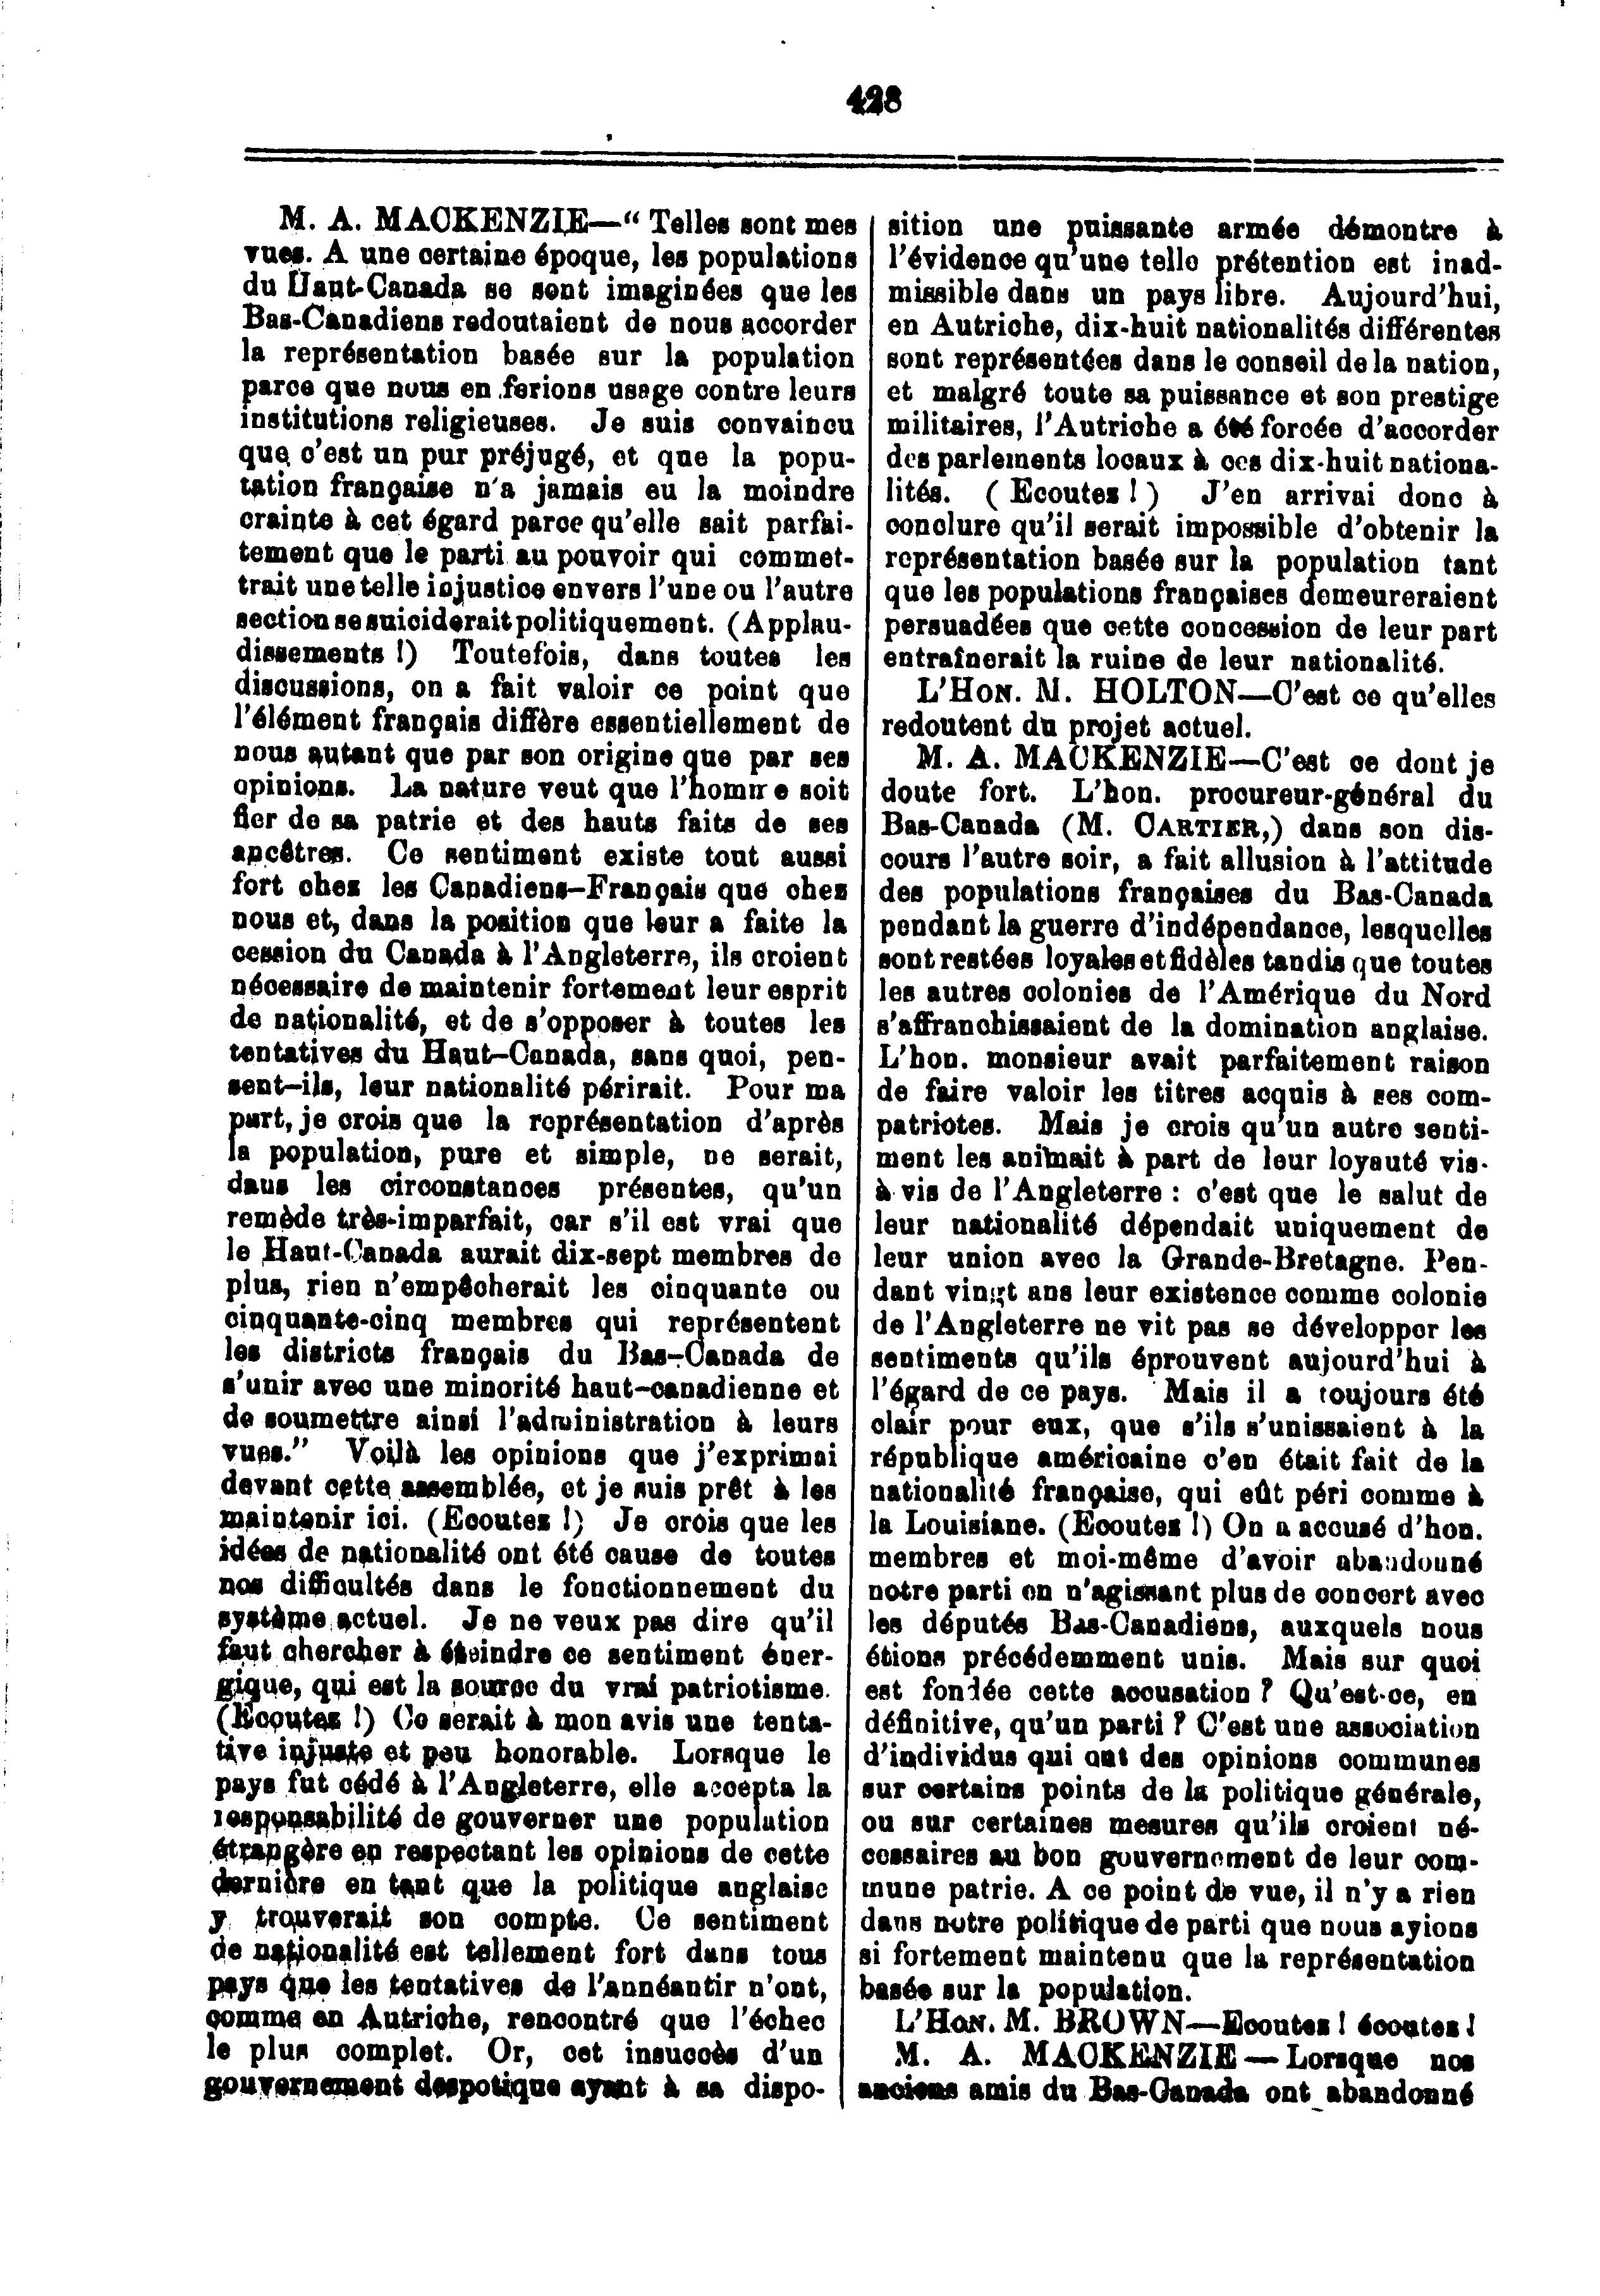 428
M. A. MACKENZIE—“ Telles sont mes
vues. A une certaine époque, les populations
du Haut-Canada se sont imaginées que les
Bas-Canadiens redoutaient de nous accorder
la représentation basée sur la population
parce que nous en ferions usage contre leurs
institutions religieuses. Je suis convaincu
que c'est un pur préjugé, et que la popu-
tation française n'a jamais eu la moindre
crainte à cet égard parce qu'elle sait parfai-
tement que le parti au pouvoir qui commet-
trait une telle injustice envers l'une ou l'autre
section se suiciderait politiquement. (Applau-
dissements !) Toutefois, dans toutes les
discussions, on a fait valoir ce point que
l'élément français diffère essentiellement de
nous autant que par son origine que par ses
opinions. La nature veut que l'homme soit
fier de sa patrie et des hauts faits de ses
ancêtres. Ce sentiment existe tout aussi
fort chez les Canadiens-Français que chez
nous et, dans la position que leur a faite la
cession du Canada à l'Angleterre, ils croient
nécessaire de maintenir fortement leur esprit
de nationalité, et de s'opposer à toutes les
tentatives du Haut-Canada, sans quoi, pen-
sent-ils, leur nationalité périrait. Pour ma
part, je crois que la représentation d'après
la population, pure et simple, ne serait,
dans les circonstances présentes, qu'un
remède très-imparfait, car s'il est vrai que
le Haut-Canada aurait dix-sept membres de
plus, rien n'empêcherait les cinquante ou
cinquante-cinq membres qui représentent
les districts français du Bas-Canada de
s'unir avec une minorité haut-canadienne et
de soumettre ainsi l'administration à leurs
vues.” Voilà les opinions que j'exprimai
devant cette assemblée, et je suis prêt à les
maintenir ici. (Ecoutez !) Je crois que les
idées de nationalité ont été cause de toutes
nos difficultés dans le fonctionnement du
système actuel. Je ne veux pas dire qu'il
faut chercher à éteindre ce sentiment éner-
gique, qui est la source du vrai patriotisme.
(Ecoutez !) Ce serait à mon avis une tenta-
tive injuste et peu honorable. Lorsque le
pays fut cédé à l'Angleterre, elle accepta la
responsabilité de gouverner une population
étrangère en respectant les opinions de cette
dernière en tant que la politique anglaise
y trouverait son compte. Ce sentiment
de nationalité est tellement fort dans tous
pays que les tentatives de l'annéantir n'ont,
comme en Autriche, rencontré que l'échec
le plus complet. Or, cet insuccès d'un
gouvernement despotique ayant à sa dispo-
sition une puissante armée démontre à
l'évidence qu'une telle prétention est inad-
missible dans un pays libre. Aujourd'hui,
en Autriche, dix-huit nationalités différentes
sont représentées dans le conseil de la nation,
et malgré toute sa puissance et son prestige
militaires, l'Autriche a été forcée d'accorder
des parlements locaux à ces dix-huit nationa-
lités. ( Ecoutez ! ) J'en arrivai donc à
conclure qu'il serait impossible d'obtenir la
représentation basée sur la population tant
que les populations françaises demeureraient
persuadées que cette concession de leur part
entraînerait la ruine de leur nationalité.
L'HON. M. HOLTON—C'est ce qu'elles
redoutent du projet actuel.
M. A. MACKENZIE—C'est ce dont je
doute fort. L'hon. procureur-général du
Bas-Canada (M. CARTIER,) dans son dis-
cours l'autre soir, a fait allusion à l'attitude
des populations françaises du Bas-Canada
pendant la guerre d'indépendance, lesquelles
sont restées loyales et fidèles tandis que toutes
les autres colonies de l'Amérique du Nord
s'affranchissaient de la domination anglaise.
L'hon. monsieur avait parfaitement raison
de faire valoir les titres acquis à ses com-
patriotes. Mais je crois qu'un autre senti-
ment les animait à part de leur loyauté vis-
à-vis de l'Angleterre : c'est que le salut de
leur nationalité dépendait uniquement de
leur union avec la Grande-Bretagne. Pen-
dant vingt ans leur existence comme colonie
de l'Angleterre ne vit pas se développer les
sentiments qu'ils éprouvent aujourd'hui à
l'égard de ce pays. Mais il a toujours été
clair pour eux, que s'ils s'unissaient à la
république américaine c'en était fait de la
nationalité française, qui eût péri comme à
la Louisiane. (Ecoutez !) On a accusé d'hon.
membres et moi-même d'avoir abandonné
notre parti en n'agissant plus de concert avec
les députés Bas-Canadiens, auxquels nous
étions précédemment unis. Mais sur quoi
est fondée cette accusation ? Qu'est-ce, en
définitive, qu'un parti ? C'est une association
d'individus qui ont des opinions communes
sur certains points de la politique générale,
ou sur certaines mesures qu'ils croient né-
cessaires au bon gouvernement de leur com-
mune patrie. A ce point de vue, il n'y a rien
dans notre politique de parti que nous ayions
si fortement maintenu que la représentation
basée sur la population.
L'HON. M. BROWN—Ecoutez ! écoutez !
M. A. MACKENZIE — Lorsque nos
anciens amis du Bas-Canada ont abandonné